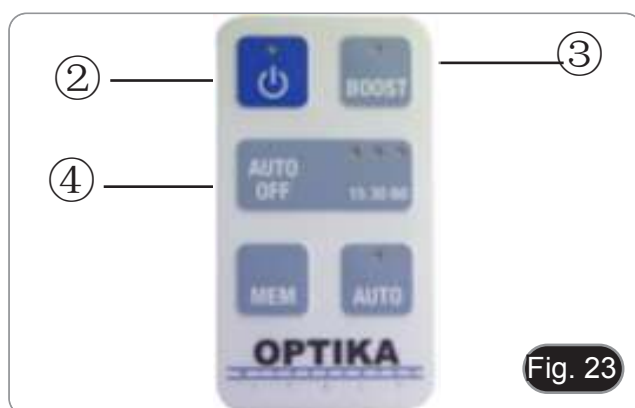 ② ③
BOOST
④ AUTO
OFF 15 30 60
MEM AUTO
OPTIKA
Fig. 23